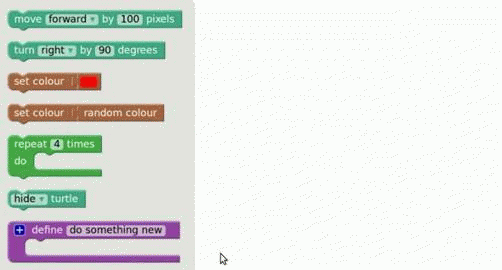 move forward by 100 pixels
turn right by 90 degrees
set colour
set colour random colour
repeat 4 times
do
hide turtle
define do something new